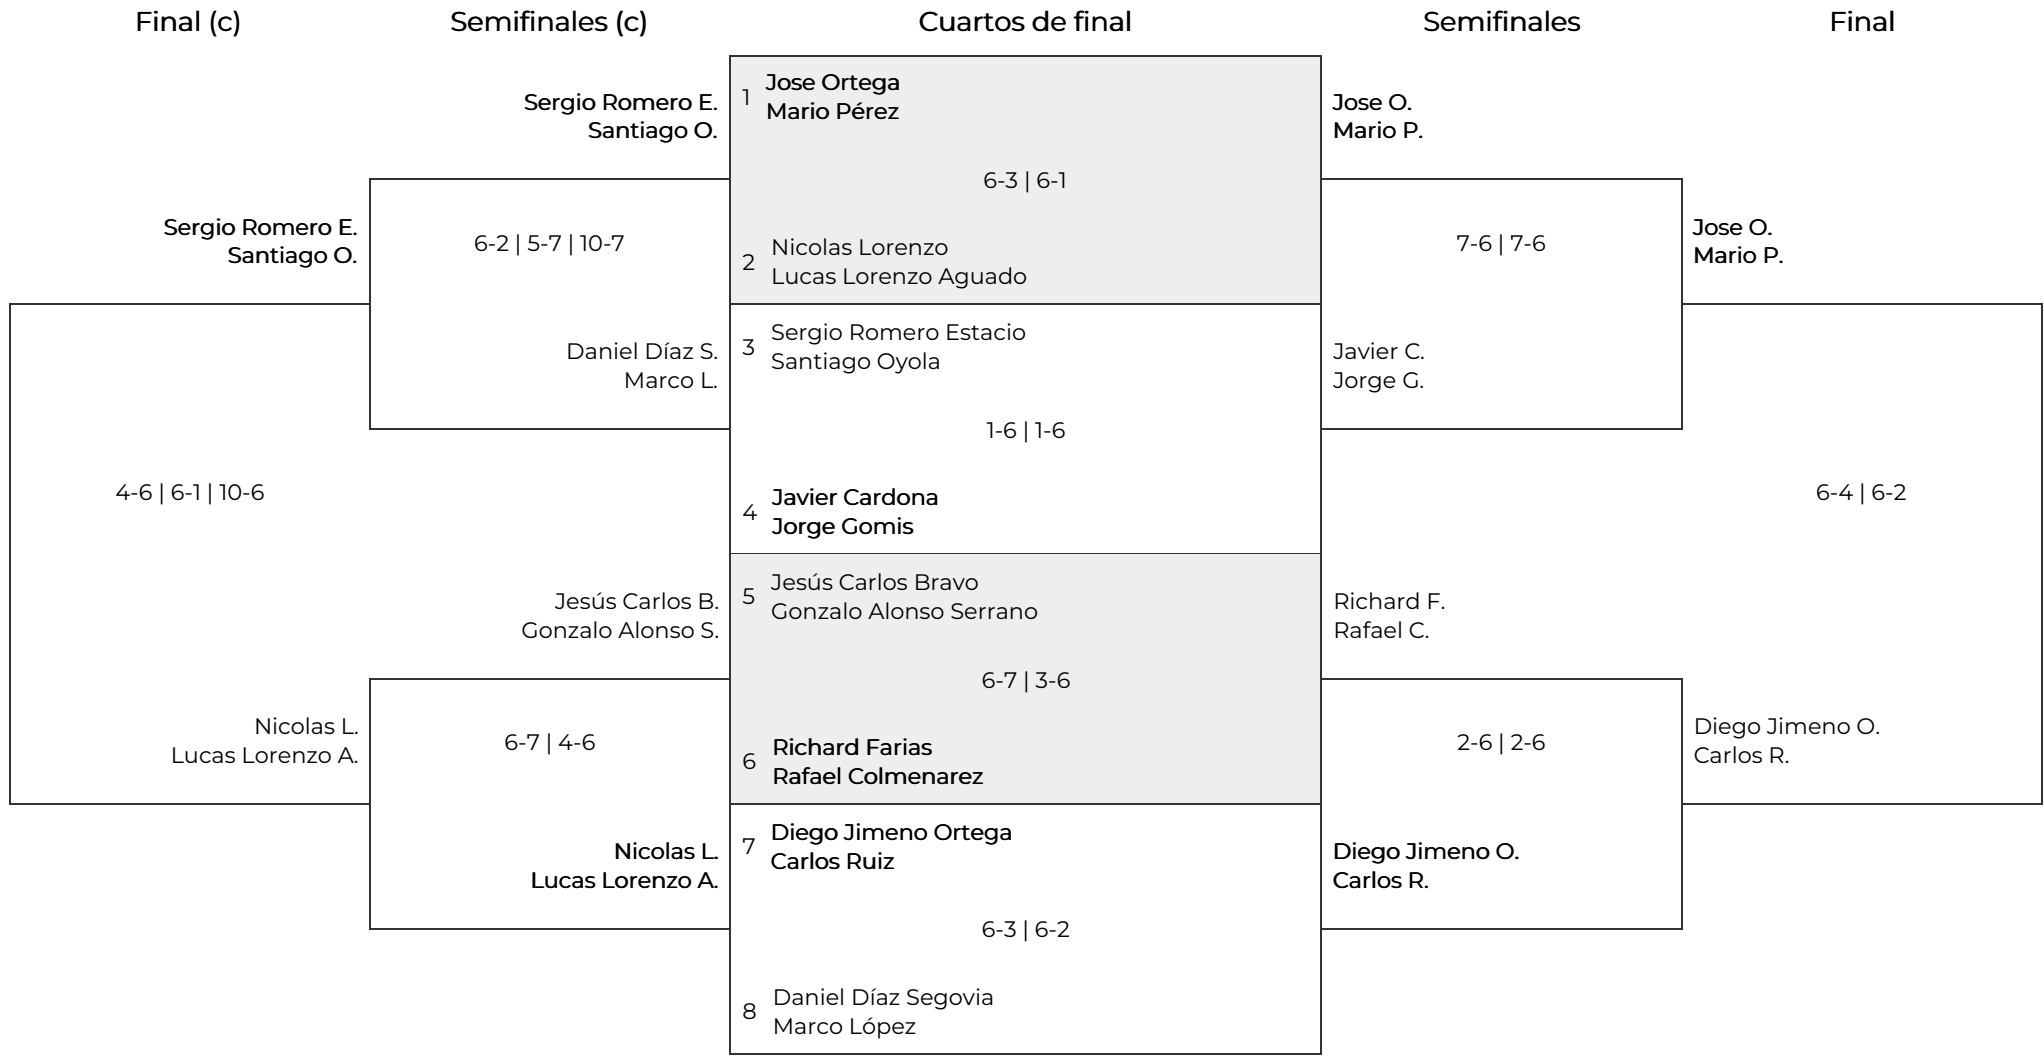 Final (c)
Semifinales (c)
Cuartos de final
Semifinales
Final
Sergio Romero E.
Santiago O.
6-2 | 5-7 | 10-7
Daniel Díaz S.
Marco L.
Sergio Romero E.
Santiago O.
4-6 | 6-1 | 10-6
Nicolas L.
Lucas Lorenzo A.
Jesús Carlos B.
Gonzalo Alonso S.
6-7 | 4-6
Nicolas L.
Lucas Lorenzo A.
1
Jose Ortega
Mario Pérez
6-3 | 6-1
2
Nicolas Lorenzo
Lucas Lorenzo Aguado
3
Sergio Romero Estacio
Santiago Oyola
1-6 | 1-6
4
Javier Cardona
Jorge Gomis
5
Jesús Carlos Bravo
Gonzalo Alonso Serrano
6-7 | 3-6
6
Richard Farias
Rafael Colmenarez
7
Diego Jimeno Ortega
Carlos Ruiz
6-3 | 6-2
8
Daniel Díaz Segovia
Marco López
Jose O.
Mario P.
7-6 | 7-6
Javier C.
Jorge G.
Richard F.
Rafael C.
2-6 | 2-6
Diego Jimeno O.
Carlos R.
Jose O.
Mario P.
6-4 | 6-2
Diego Jimeno O.
Carlos R.